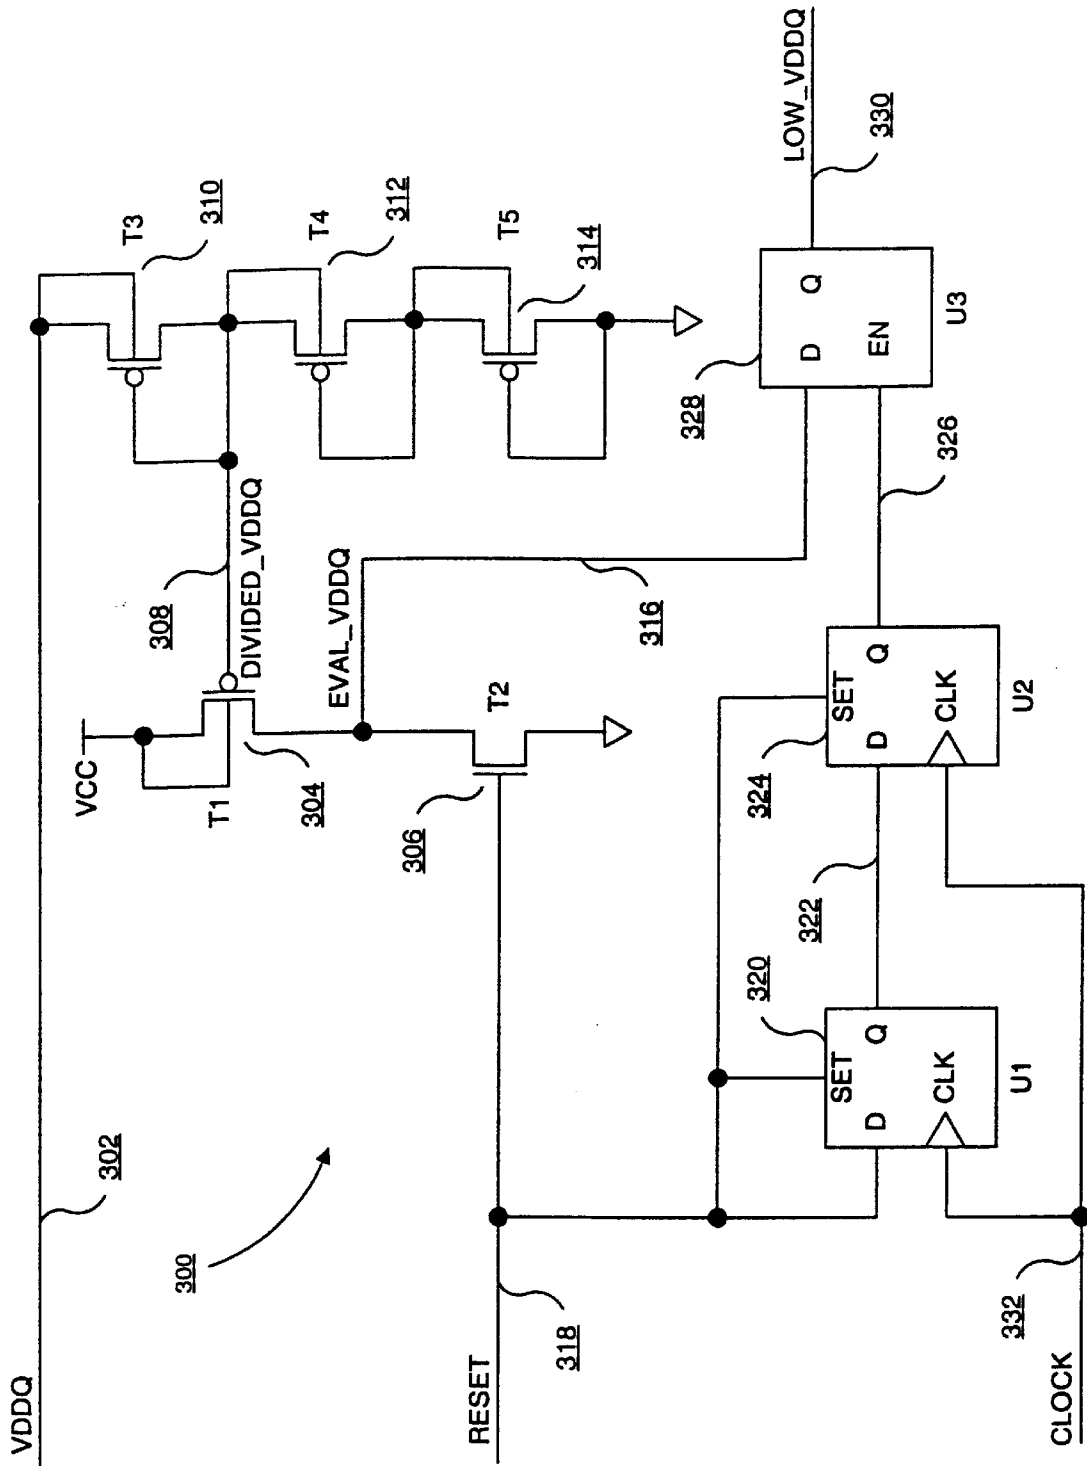 VDDQ
302
T3
310
308
DIVIDED_VDDQ
T4
312
VCC
T1
304
EVAL_VDDQ
T5
314
300
306
T2
316
RESET
318
328
D
Q
EN
U3
LOW_VDDQ
330
326
320
SET
D
Q
CLK
U1
322
324
SET
D
Q
CLK
U2
332
CLOCK